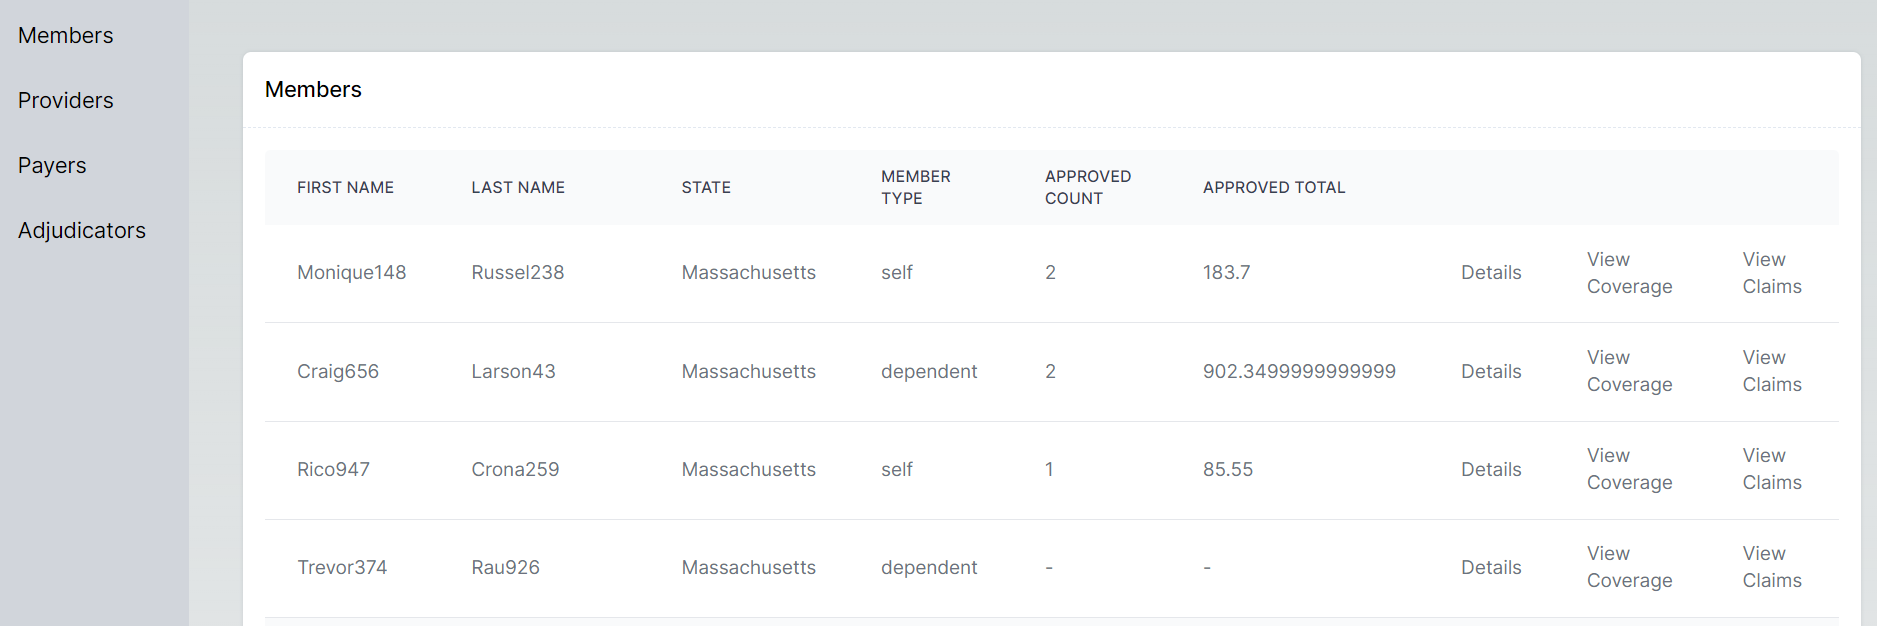 Members
Providers
Payers
Adjudicators
Members
FIRST NAME LAST NAME STATE MEMBER TYPE APPROVED COUNT APPROVED TOTAL
Monique148 Russel238 Massachusetts self 2 183.7 Details View Coverage View Claims
Craig656 Larson43 Massachusetts dependent 2 902.3499999999999 Details View Coverage View Claims
Rico947 Crona259 Massachusetts self 1 85.55 Details View Coverage View Claims
Trevor374 Rau926 Massachusetts dependent - - Details View Coverage View Claims